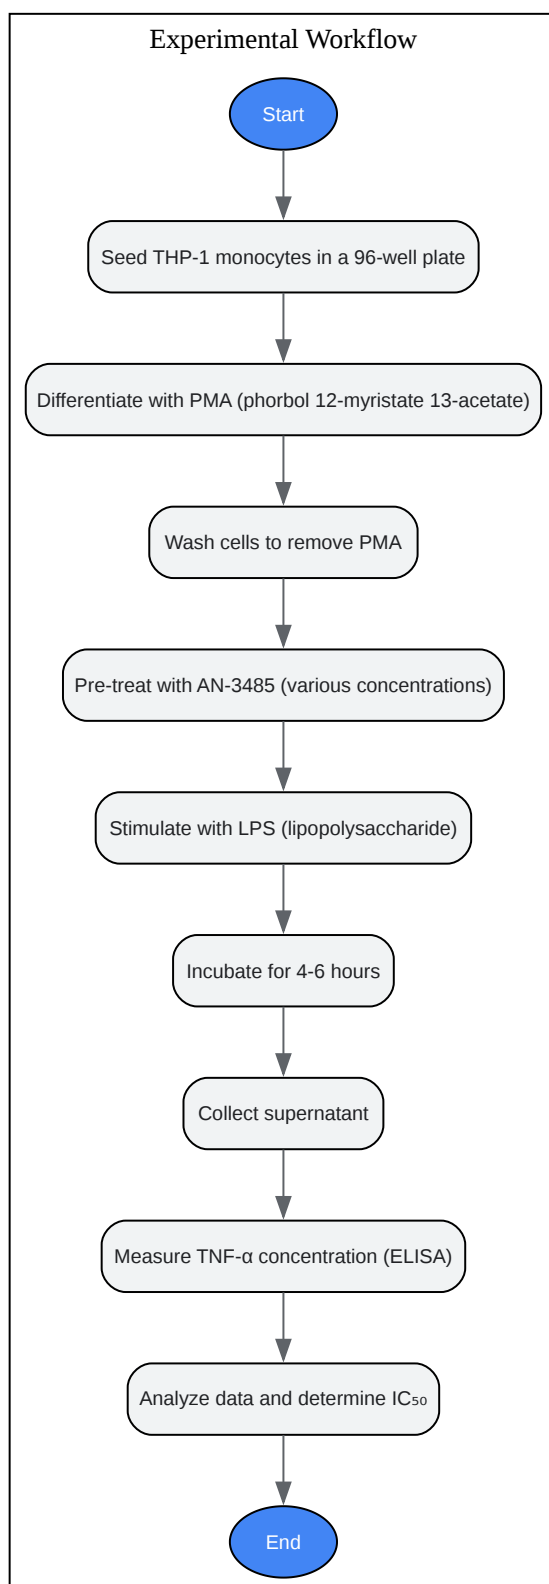 Experimental Workflow
Start
Seed THP-1 monocytes in a 96-well plate
Differentiate with PMA (phorbol 12-myristate 13-acetate)
Wash cells to remove PMA
Pre-treat with AN-3485 (various concentrations)
Stimulate with LPS (lipopolysaccharide)
Incubate for 4-6 hours
Collect supernatant
Measure TNF-α concentration (ELISA)
Analyze data and determine IC₅₀
End